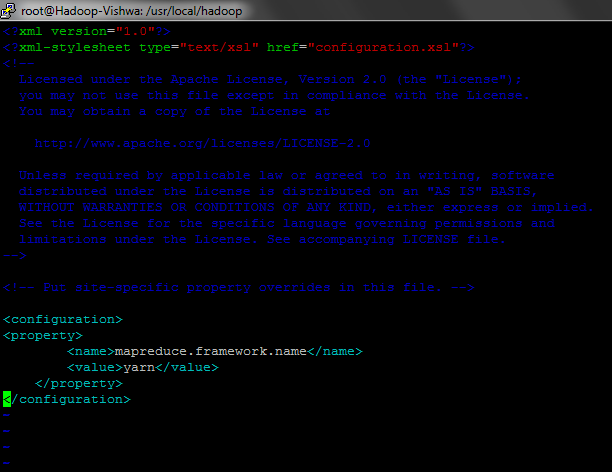 root@Hadoop-Vishwa: /usr/local/hadoop
<?xml version="1.0"?>
<?xml-stylesheet type="text/xsl" href="configuration.xsl"?>
<!--
  Licensed under the Apache License, Version 2.0 (the "License");
  you may not use this file except in compliance with the License.
  You may obtain a copy of the License at

    http://www.apache.org/licenses/LICENSE-2.0

  Unless required by applicable law or agreed to in writing, software
  distributed under the License is distributed on an "AS IS" BASIS,
  WITHOUT WARRANTIES OR CONDITIONS OF ANY KIND, either express or implied.
  See the License for the specific language governing permissions and
  limitations under the License. See accompanying LICENSE file.
-->

<!-- Put site-specific property overrides in this file. -->

<configuration>
<property>
        <name>mapreduce.framework.name</name>
        <value>yarn</value>
    </property>
</configuration>
~
~
~
~